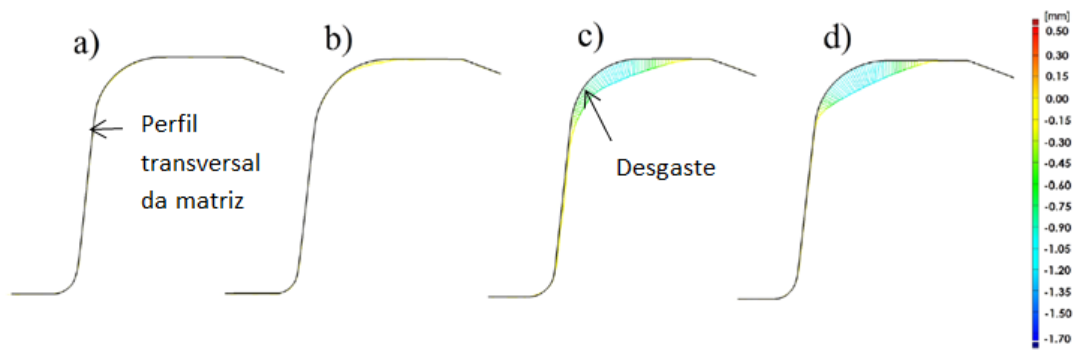 a)
b)
c)
d)
Perfil
transversal
da matriz
Desgaste
[mm]
0.50
0.30
0.15
0.00
-0.15
-0.30
-0.45
-0.60
-0.75
-0.90
-1.05
-1.20
-1.35
-1.50
-1.70